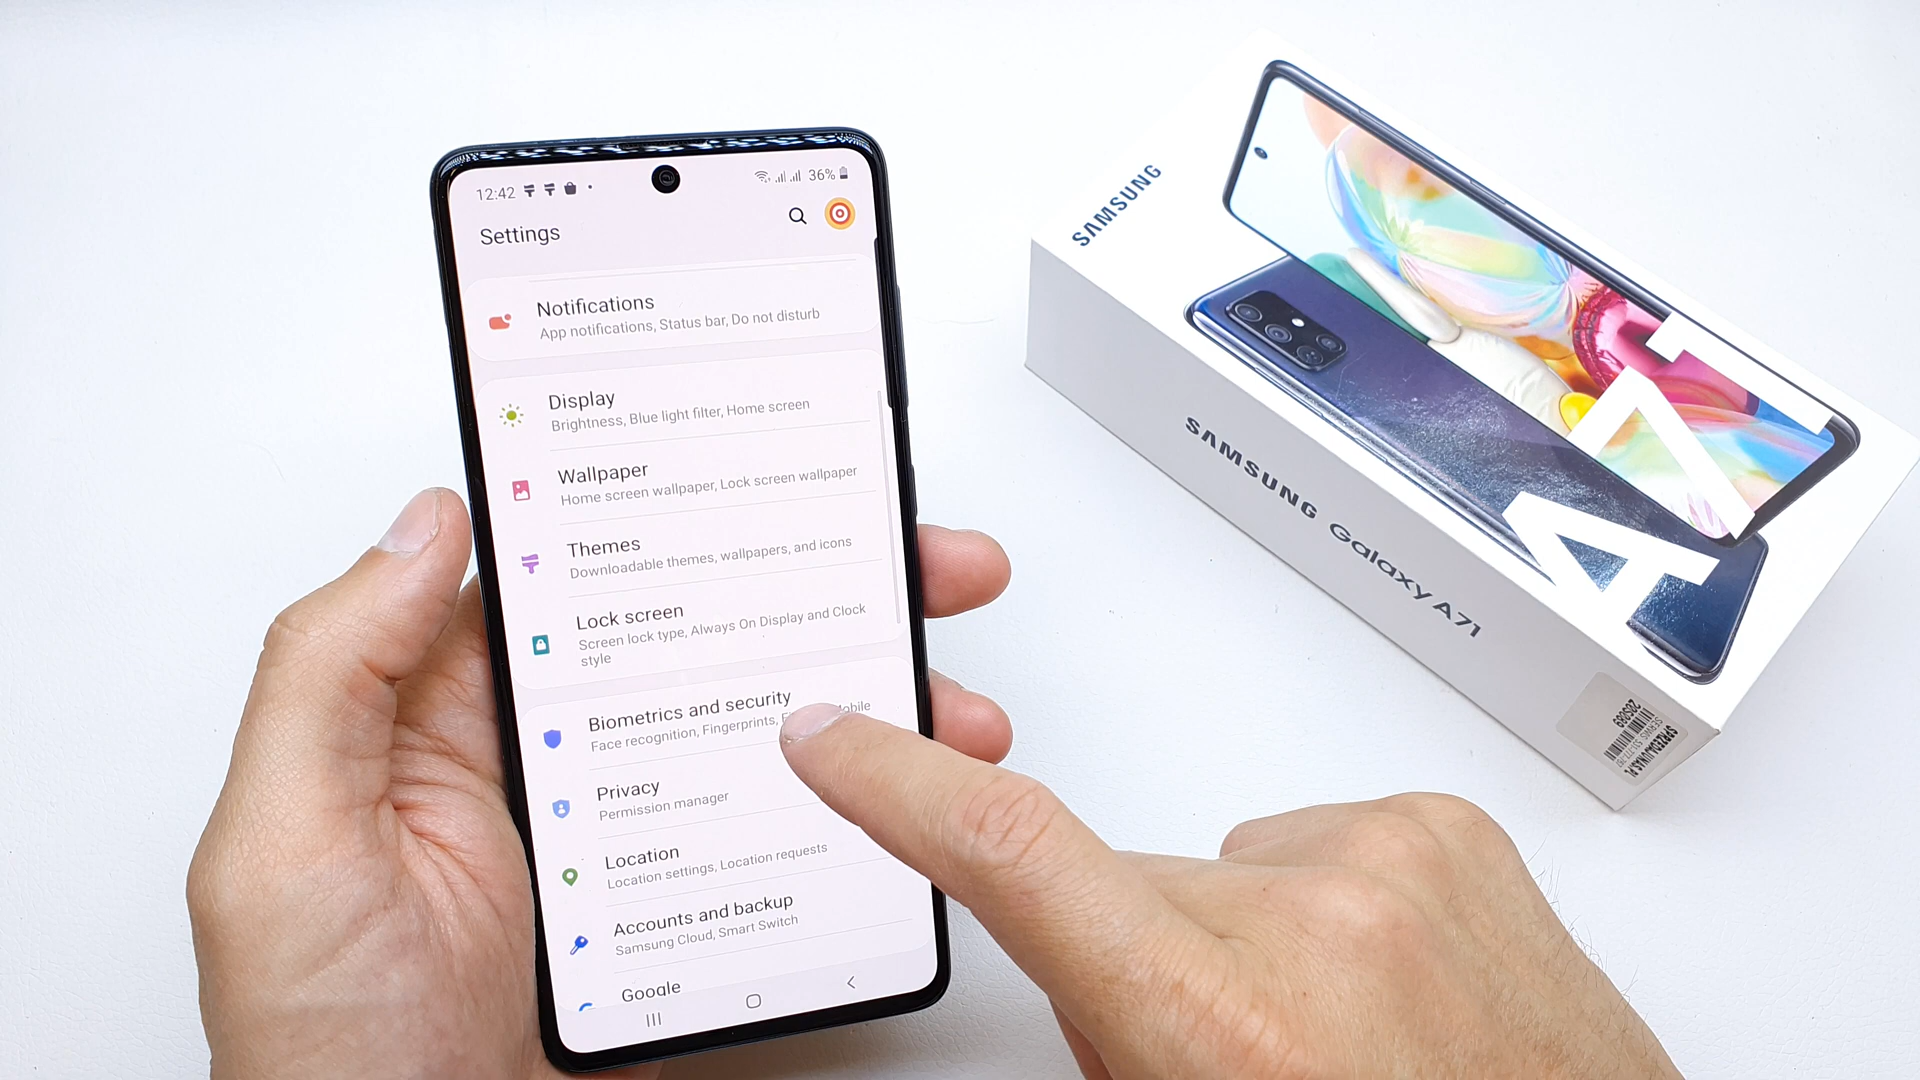 12:42
36%
Settings
Notifications
App notifications, Status bar, Do not disturb
Display
Brightness, Blue light filter, Home screen
Wallpaper
Home screen wallpaper, Lock screen wallpaper
Themes
Downloadable themes, wallpapers, and icons
Lock screen
Screen lock type, Always On Display and Clock
style
Biometrics and security
Face recognition, Fingerprints,
Privacy
Permission manager
Location
Location settings, Location requests
Accounts and backup
Samsung Cloud, Smart Switch
Google
SAMSUNG
A71
SAMSUNG Galaxy A71